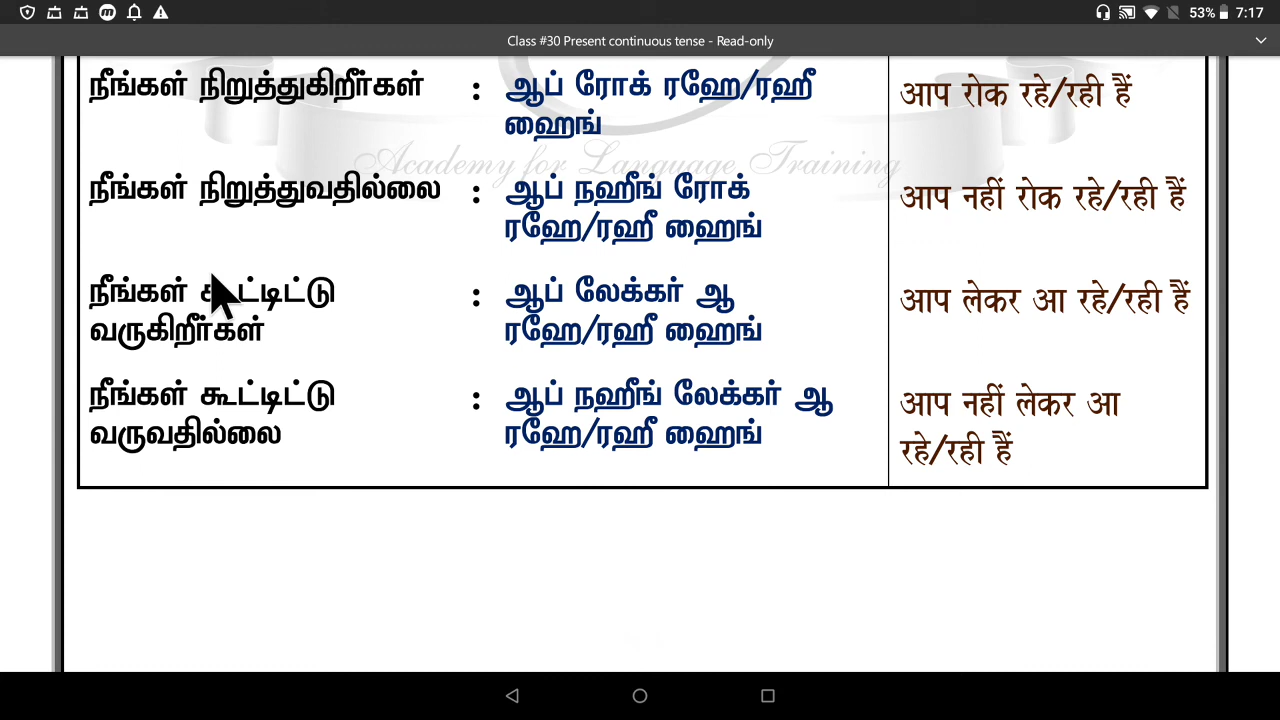 53% 7:17
Class #30 Present continuous tense - Read-only
நீங்கள் நிறுத்துகிறீர்கள் : ஆப் ரோக் ரஹே/ரஹீ आप रोक रहे/रही हैं
ஹைங்
Academy for Language Training
நீங்கள் நிறுத்துவதில்லை : ஆப் நஹீங் ரோக் आप नहीं रोक रहे/रही हैं
ரஹே/ரஹீ ஹைங்
நீங்கள் கூட்டிட்டு : ஆப் லேக்கர் ஆ आप लेकर आ रहे/रही हैं
வருகிறீர்கள் ரஹே/ரஹீ ஹைங்
நீங்கள் கூட்டிட்டு : ஆப் நஹீங் லேக்கர் ஆ आप नहीं लेकर आ
வருவதில்லை ரஹே/ரஹீ ஹைங் रहे/रही हैं